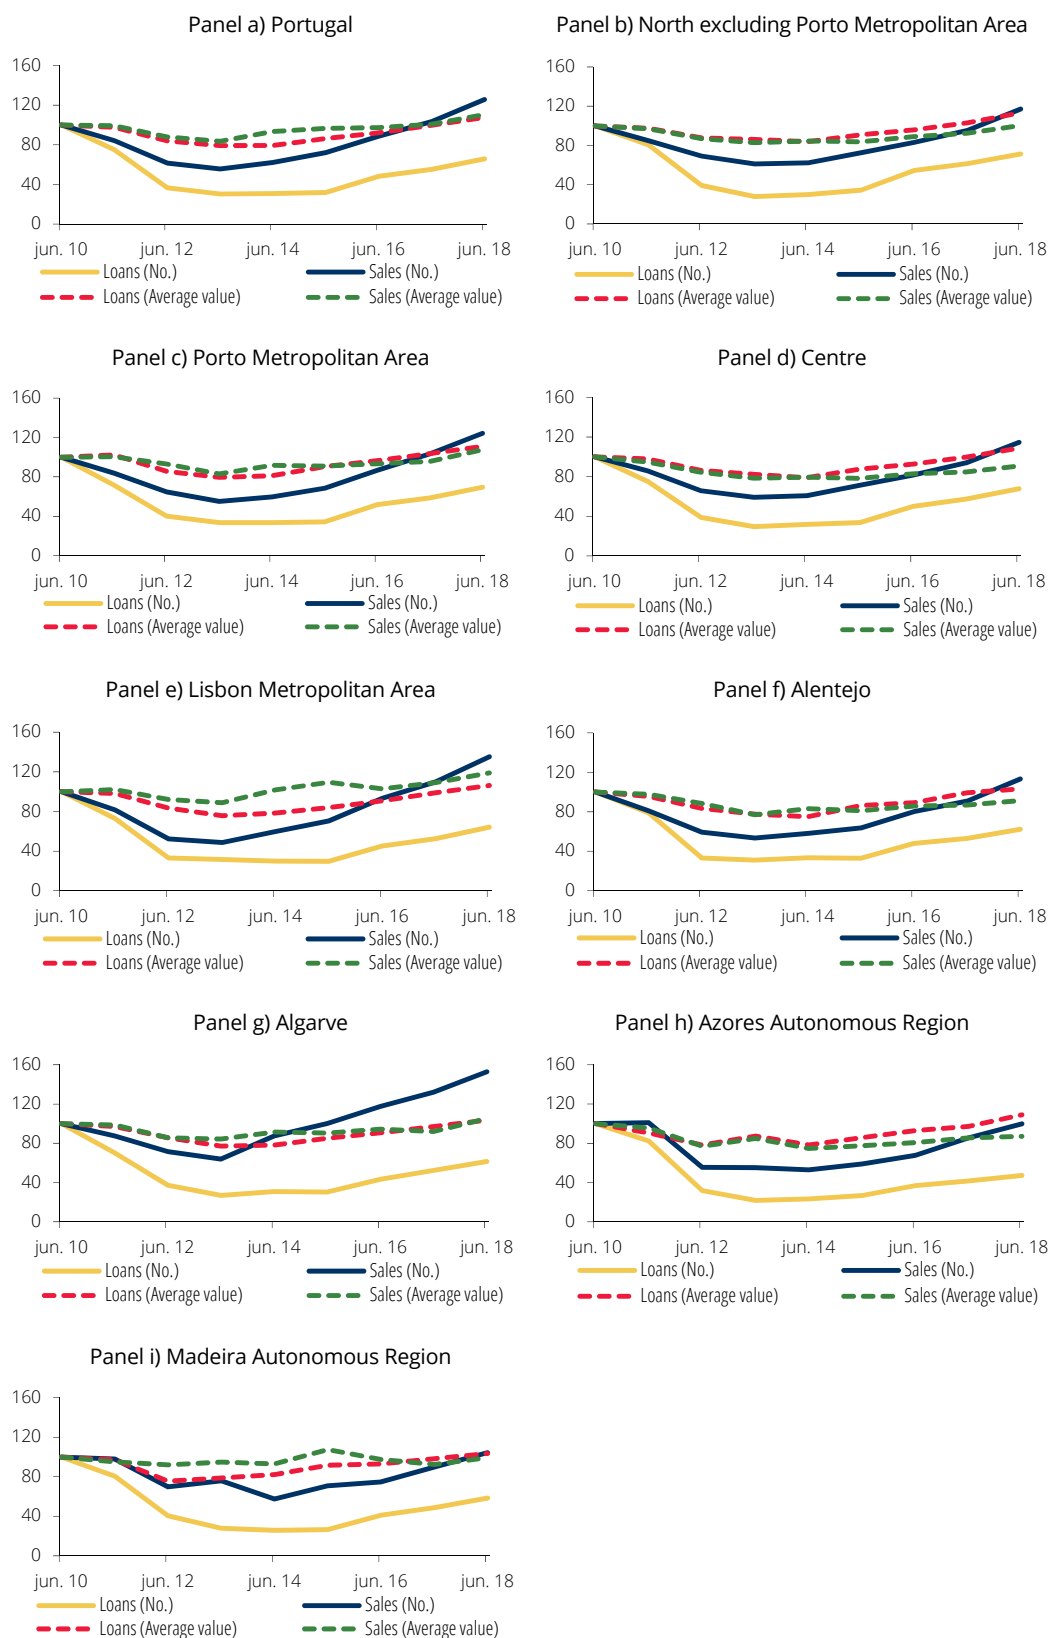 Panel a) Portugal
160
120
80
40
0
jun. 10 jun. 12 jun. 14 jun. 16 jun. 18
Loans (No.) Sales (No.)
Loans (Average value) Sales (Average value)
Panel b) North excluding Porto Metropolitan Area
160
120
80
40
0
jun. 10 jun. 12 jun. 14 jun. 16 jun. 18
Loans (No.) Sales (No.)
Loans (Average value) Sales (Average value)
Panel c) Porto Metropolitan Area
160
120
80
40
0
jun. 10 jun. 12 jun. 14 jun. 16 jun. 18
Loans (No.) Sales (No.)
Loans (Average value) Sales (Average value)
Panel d) Centre
160
120
80
40
0
jun. 10 jun. 12 jun. 14 jun. 16 jun. 18
Loans (No.) Sales (No.)
Loans (Average value) Sales (Average value)
Panel e) Lisbon Metropolitan Area
160
120
80
40
0
jun. 10 jun. 12 jun. 14 jun. 16 jun. 18
Loans (No.) Sales (No.)
Loans (Average value) Sales (Average value)
Panel f) Alentejo
160
120
80
40
0
jun. 10 jun. 12 jun. 14 jun. 16 jun. 18
Loans (No.) Sales (No.)
Loans (Average value) Sales (Average value)
Panel g) Algarve
160
120
80
40
0
jun. 10 jun. 12 jun. 14 jun. 16 jun. 18
Loans (No.) Sales (No.)
Loans (Average value) Sales (Average value)
Panel h) Azores Autonomous Region
160
120
80
40
0
jun. 10 jun. 12 jun. 14 jun. 16 jun. 18
Loans (No.) Sales (No.)
Loans (Average value) Sales (Average value)
Panel i) Madeira Autonomous Region
160
120
80
40
0
jun. 10 jun. 12 jun. 14 jun. 16 jun. 18
Loans (No.) Sales (No.)
Loans (Average value) Sales (Average value)